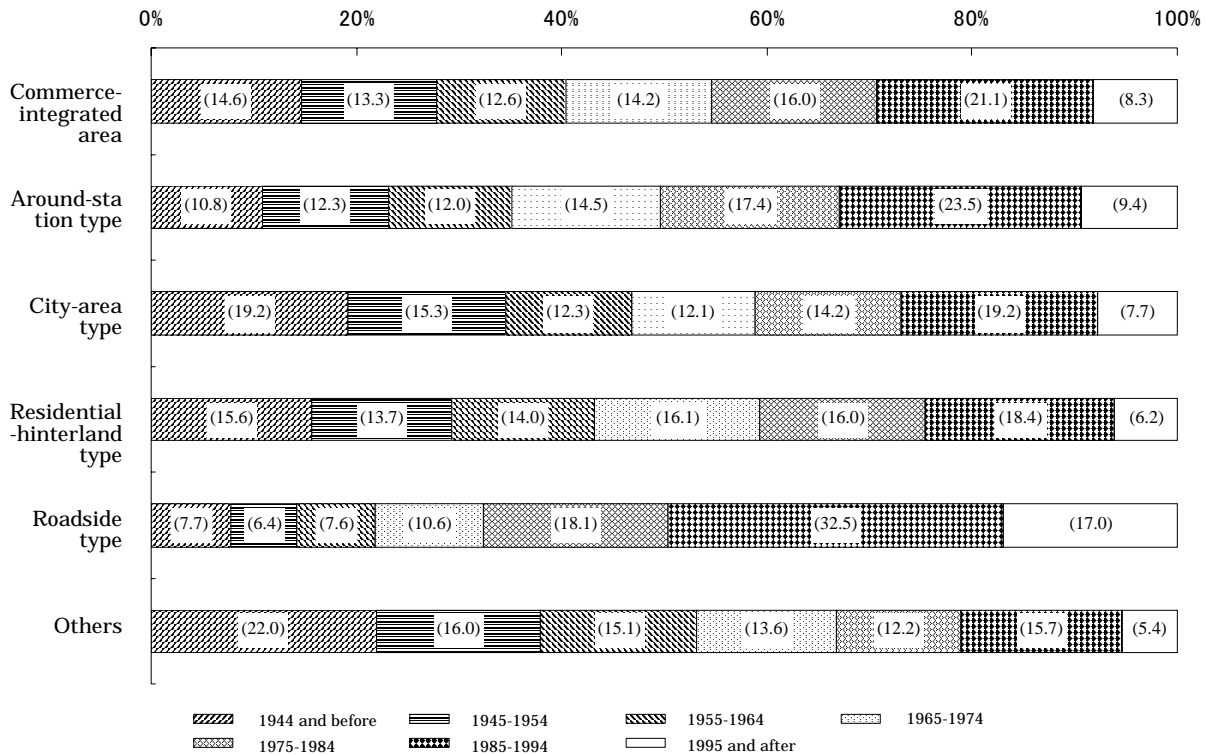 0% 20% 40% 60% 80% 100%
Commerce-
integrated
area
(14.6) (13.3) (12.6) (14.2) (16.0) (21.1) (8.3)
Around-sta
tion type
(10.8) (12.3) (12.0) (14.5) (17.4) (23.5) (9.4)
City-area
type
(19.2) (15.3) (12.3) (12.1) (14.2) (19.2) (7.7)
Residential
-hinterland
type
(15.6) (13.7) (14.0) (16.1) (16.0) (18.4) (6.2)
Roadside
type
(7.7) (6.4) (7.6) (10.6) (18.1) (32.5) (17.0)
Others
(22.0) (16.0) (15.1) (13.6) (12.2) (15.7) (5.4)
1944 and before 1945-1954 1955-1964 1965-1974
1975-1984 1985-1994 1995 and after